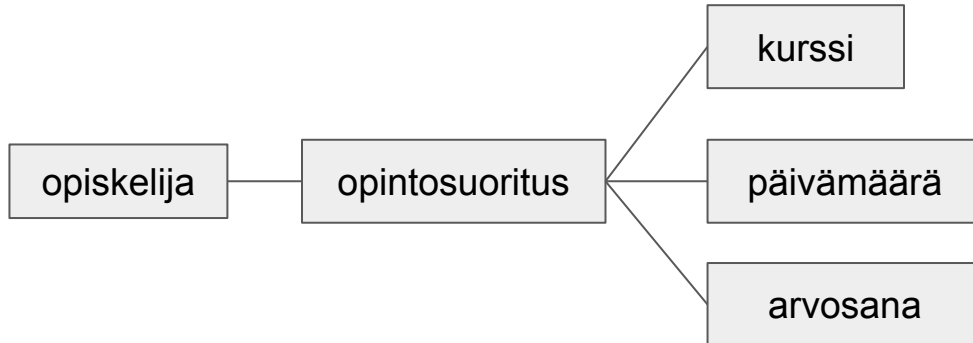 opiskelija
opintosuoritus
kurssi
päivämäärä
arvosana